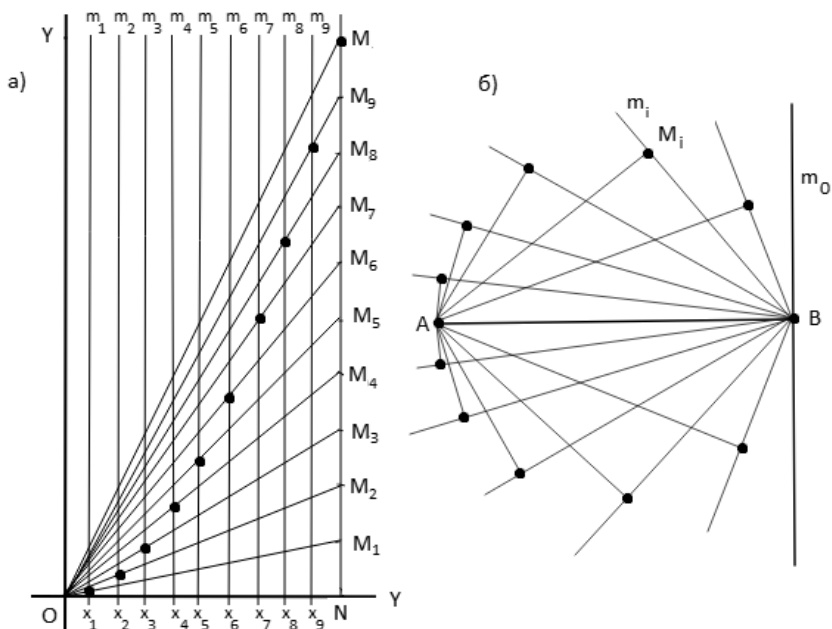 Y m₁ m₂ m₃ m₄ m₅ m₆ m₇ m₈ m₉ M
а) M₉ б) mᵢ
M₈ Mᵢ
M₇ m₀
M₆
M₅ A B
M₄
M₃
M₂
M₁
O x₁ x₂ x₃ x₄ x₅ x₆ x₇ x₈ x₉ N Y